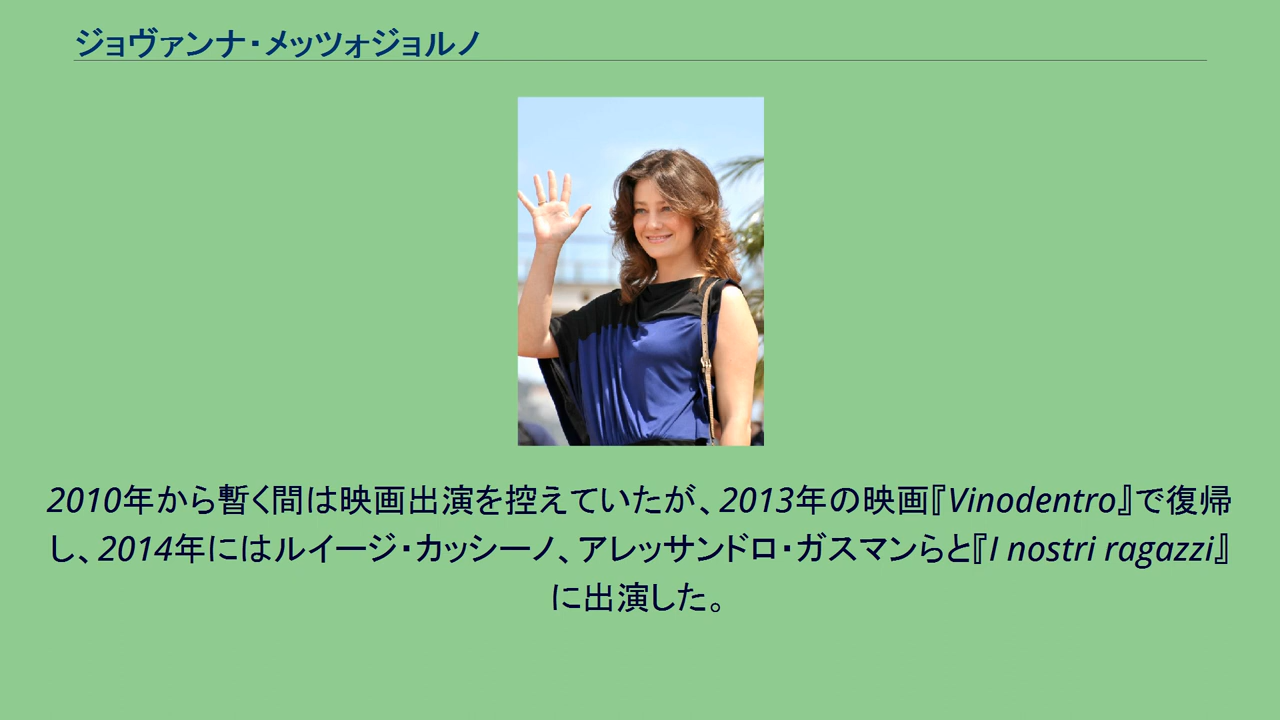 ジョヴァンナ・メッツォジョルノ
2010年から暫く間は映画出演を控えていたが、2013年の映画『Vinodentro』で復帰
し、2014年にはルイージ・カッシーノ、アレッサンドロ・ガスマンらと『I nostri ragazzi』
に出演した。